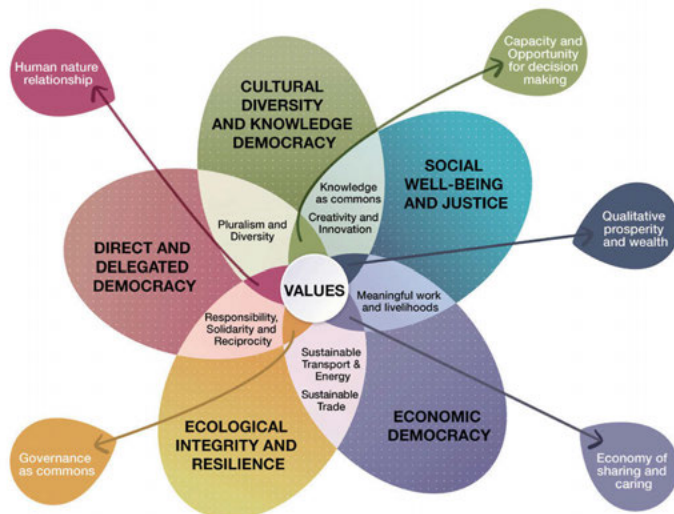 Human nature
relationship
Capacity and
Opportunity
for decision
making
CULTURAL
DIVERSITY
AND KNOWLEDGE
DEMOCRACY
SOCIAL
WELL-BEING
AND JUSTICE
Knowledge
as commons
Creativity and
Innovation
Pluralism and
Diversity
Qualitative
prosperity
and wealth
DIRECT AND
DELEGATED
DEMOCRACY
VALUES
Meaningful work
and livelihoods
Responsibility,
Solidarity and
Reciprocity
Sustainable
Transport &
Energy
Sustainable
Trade
ECOLOGICAL
INTEGRITY AND
RESILIENCE
ECONOMIC
DEMOCRACY
Governance
as commons
Economy of
sharing and
caring